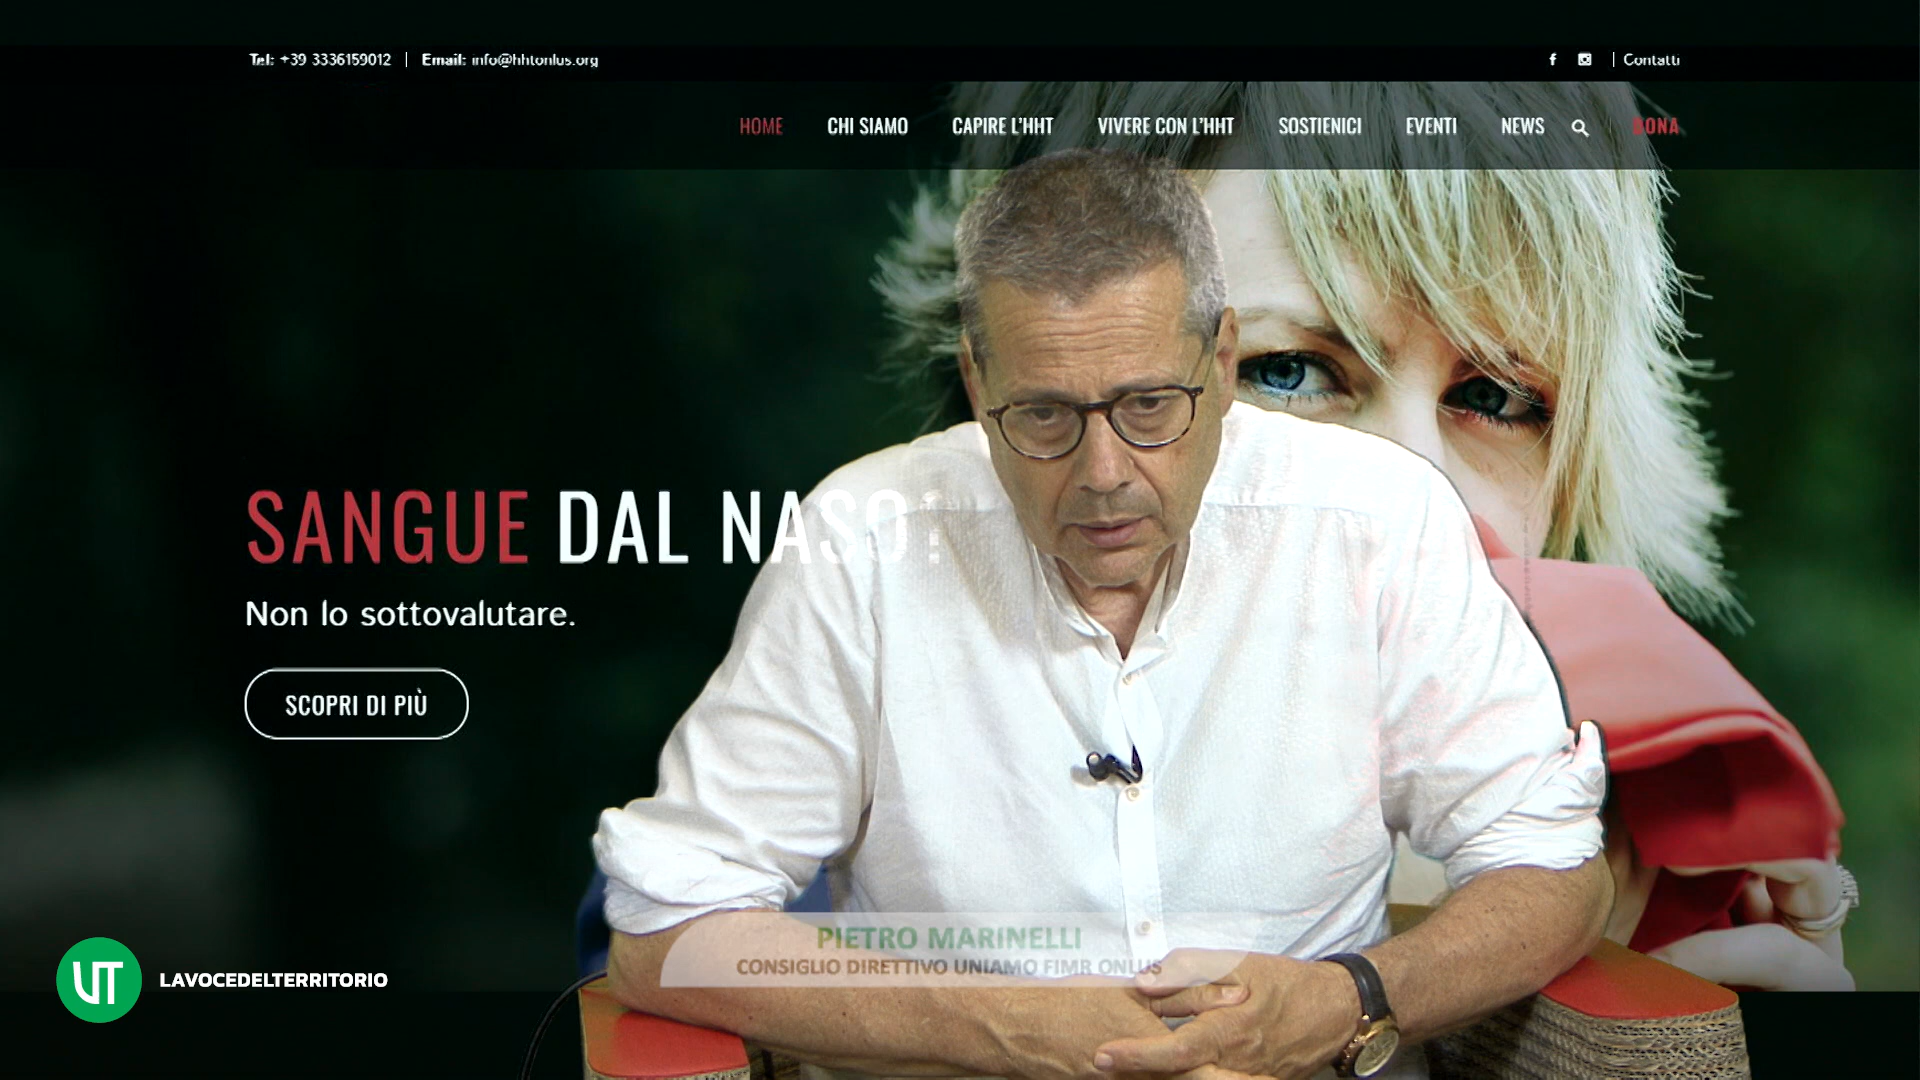 Tel: +39 3336159012 | Email: info@hhtonlus.org
| Contatti
HOME CHI SIAMO CAPIRE L'HHT VIVERE CON L'HHT SOSTIENICI EVENTI NEWS DONA
SANGUE DAL NASO?
Non lo sottovalutare.
SCOPRI DI PIÙ
PIETRO MARINELLI
CONSIGLIO DIRETTIVO UNIAMO FIMR ONLUS
LAVOCEDELTERRITORIO